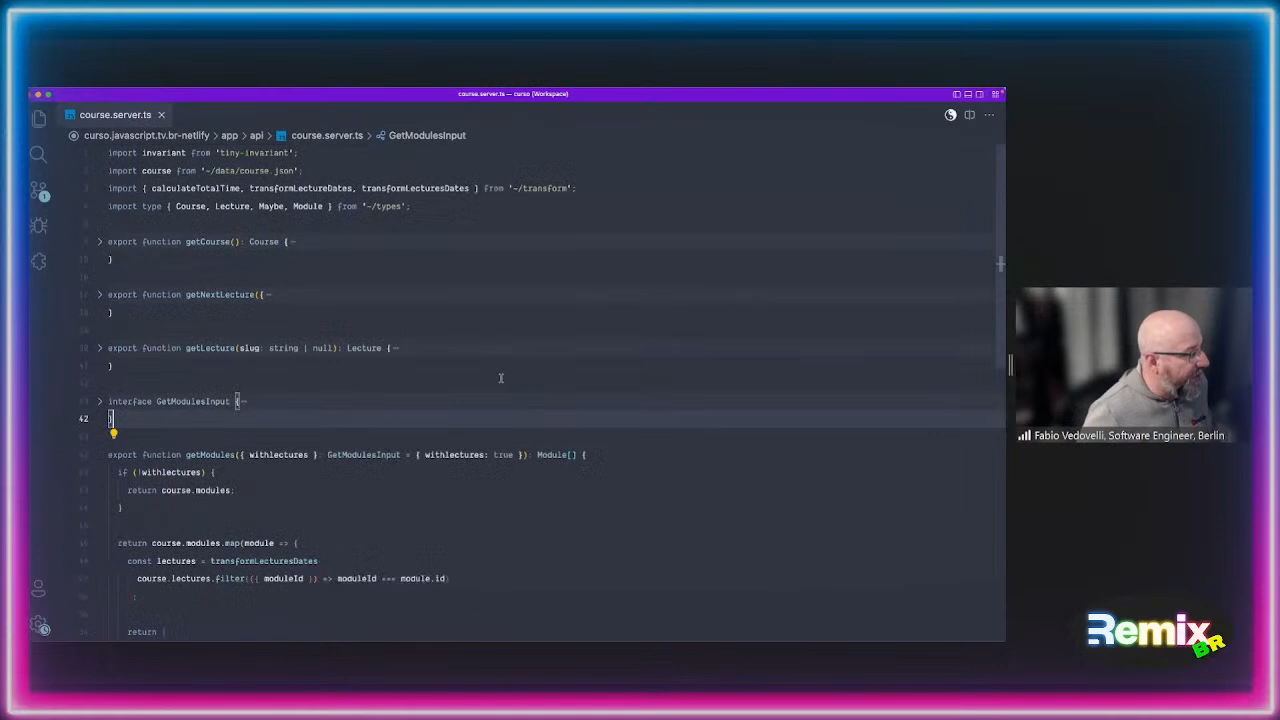 course.server.ts — curso (Workspace)
course.server.ts
curso.javascript.tv.br-netlify > app > api > course.server.ts > GetModulesInput
import invariant from 'tiny-invariant';
import course from '~/data/course.json';
import { calculateTotalTime, transformLectureDates, transformLecturesDates } from '~/transform';
import type { Course, Lecture, Maybe, Module } from '~/types';
export function getCourse(): Course {
}
export function getNextLecture({
}
export function getLecture(slug: string | null): Lecture {
}
interface GetModulesInput {
42 }
export function getModules({ withlectures }: GetModulesInput = { withlectures: true }): Module[] {
if (!withlectures) {
return course.modules;
}
return course.modules.map(module => {
const lectures = transformLecturesDates
course.lectures.filter(({ moduleId }) => moduleId === module.id)
;
return
Fabio Vedovelli, Software Engineer, Berlin
Remix
BR